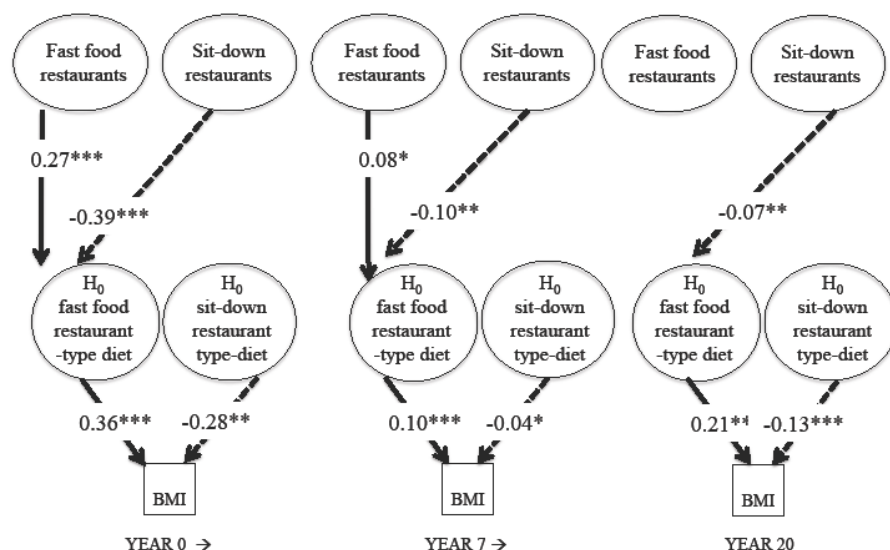 Fast food
restaurants
Sit-down
restaurants
Fast food
restaurants
Sit-down
restaurants
Fast food
restaurants
Sit-down
restaurants
0.27***
0.08*
-0.39***
-0.10**
-0.07**
H₀
fast food
restaurant
-type diet
H₀
sit-down
restaurant
type-diet
H₀
fast food
restaurant
-type diet
H₀
sit-down
restaurant
type-diet
H₀
fast food
restaurant
-type diet
H₀
sit-down
restaurant
type-diet
0.36***
-0.28**
0.10***
-0.04*
0.21**
-0.13***
BMI
BMI
BMI
YEAR 0 →
YEAR 7 →
YEAR 20